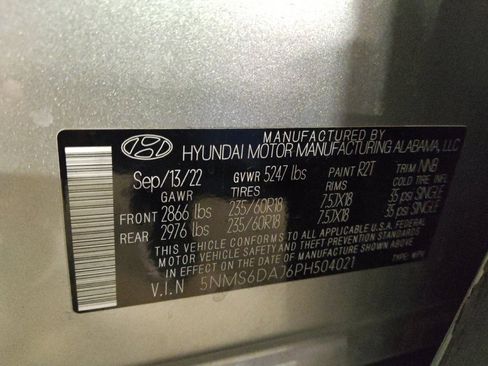 MANUFACTURED BY
HYUNDAI MOTOR MANUFACTURING ALABAMA, LLC
Sep/13/22 GVWR 5247 lbs PAINT R2T TRIM NNB
GAWR TIRES RIMS COLD TIRE INFL
FRONT 2866 lbs 235/60R18 7.5JX18 35 psi SINGLE
REAR 2976 lbs 235/60R18 7.5JX18 35 psi SINGLE
THIS VEHICLE CONFORMS TO ALL APPLICABLE U.S.A. FEDERAL
MOTOR VEHICLE SAFETY AND THEFT PREVENTION STANDARDS
IN EFFECT ON THE DATE OF MANUFACTURE SHOWN ABOVE.
V.I.N 5NMS6DAJ6PH504021 TYPE: MPV